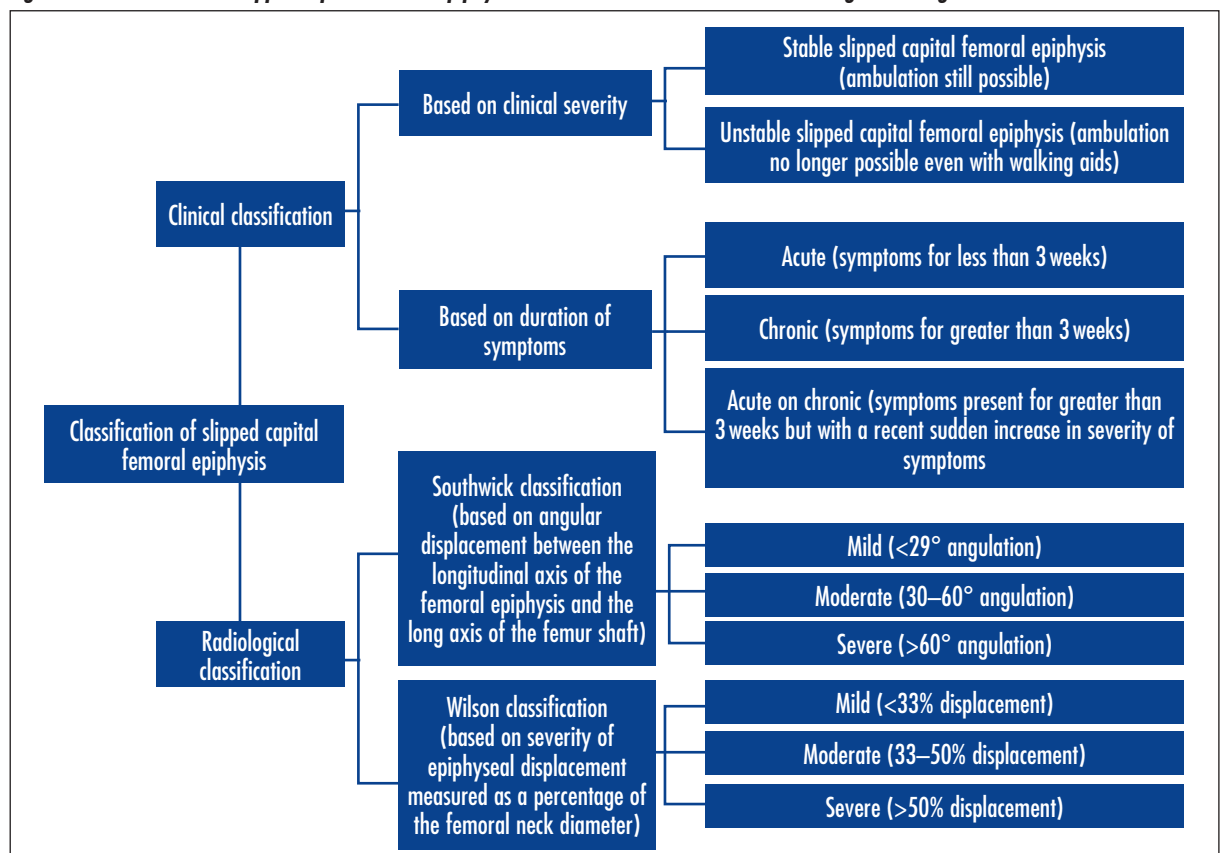 Stable slipped capital femoral epiphysis
(ambulation still possible)
Based on clinical severity
Unstable slipped capital femoral epiphysis (ambulation
no longer possible even with walking aids)
Clinical classification
Acute (symptoms for less than 3 weeks)
Based on duration of
symptoms
Chronic (symptoms for greater than 3 weeks)
Acute on chronic (symptoms present for greater than
3 weeks but with a recent sudden increase in severity of
symptoms
Classification of slipped capital
femoral epiphysis
Southwick classification
(based on angular
displacement between the
longitudinal axis of the
femoral epiphysis and the
long axis of the femur shaft)
Mild (<29° angulation)
Moderate (30–60° angulation)
Severe (>60° angulation)
Radiological
classification
Wilson classification
(based on severity of
epiphyseal displacement
measured as a percentage of
the femoral neck diameter)
Mild (<33% displacement)
Moderate (33–50% displacement)
Severe (>50% displacement)